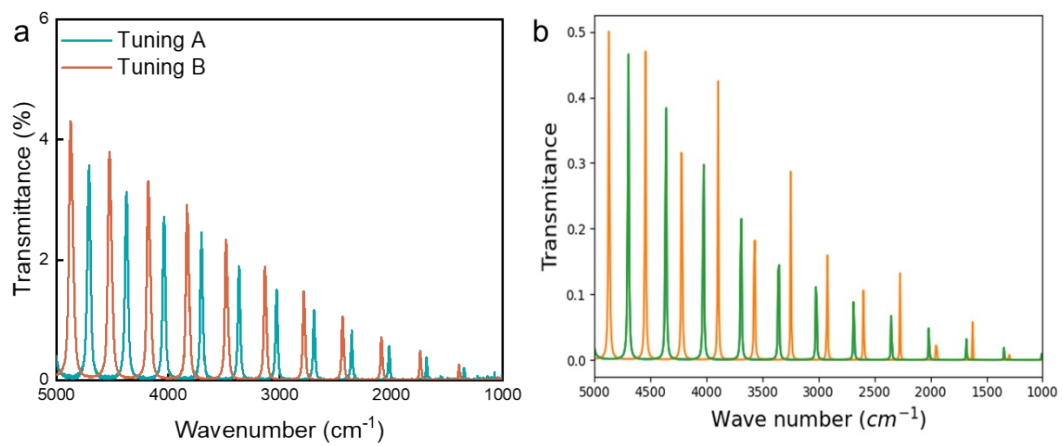 a
6
4
2
0
Transmittance (%)
Tuning A
Tuning B
5000 4000 3000 2000 1000
Wavenumber (cm⁻¹)
b
0.5
0.4
0.3
0.2
0.1
0.0
Transmitance
5000 4500 4000 3500 3000 2500 2000 1500 1000
Wave number (cm⁻¹)